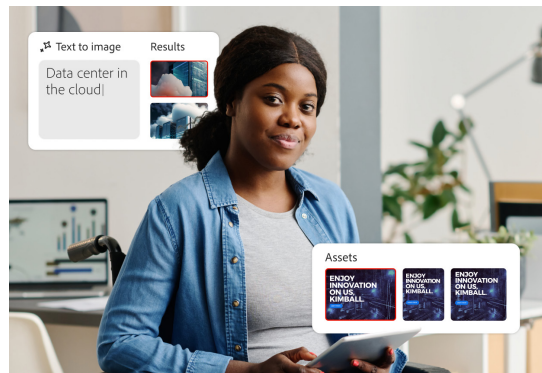 Text to image
Results
Data center in
the cloud
Assets
ENJOY
INNOVATION
ON US,
KIMBALL.
ENJOY
INNOVATION
ON US,
KIMBALL.
ENJOY
INNOVATION
ON US,
KIMBALL.